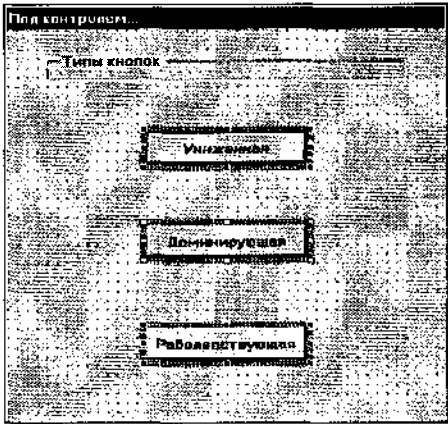 Под контролем...
Типы кнопок
Униженная
Доминирующая
Раболепствующая